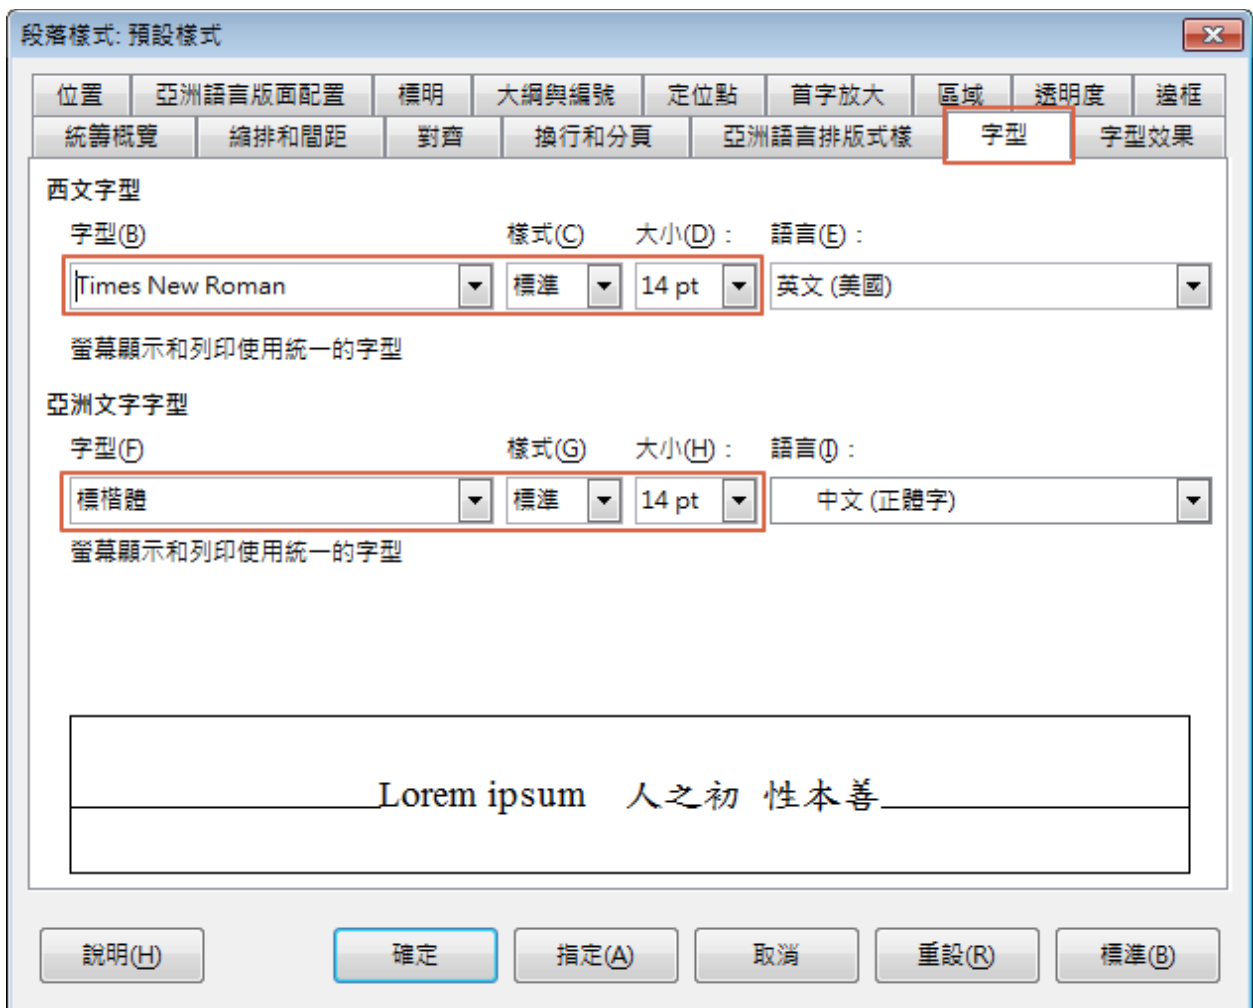 段落樣式: 預設樣式
位置 亞洲語言版面配置 標明 大綱與編號 定位點 首字放大 區域 透明度 邊框
統籌概覽 縮排和間距 對齊 換行和分頁 亞洲語言排版式樣 字型 字型效果
西文字型
字型(B) 樣式(C) 大小(D)： 語言(E)：
Times New Roman 標準 14 pt 英文 (美國)
螢幕顯示和列印使用統一的字型
亞洲文字字型
字型(F) 樣式(G) 大小(H)： 語言(I)：
標楷體 標準 14 pt 中文 (正體字)
螢幕顯示和列印使用統一的字型
Lorem ipsum 人之初 性本善
說明(H) 確定 指定(A) 取消 重設(R) 標準(B)